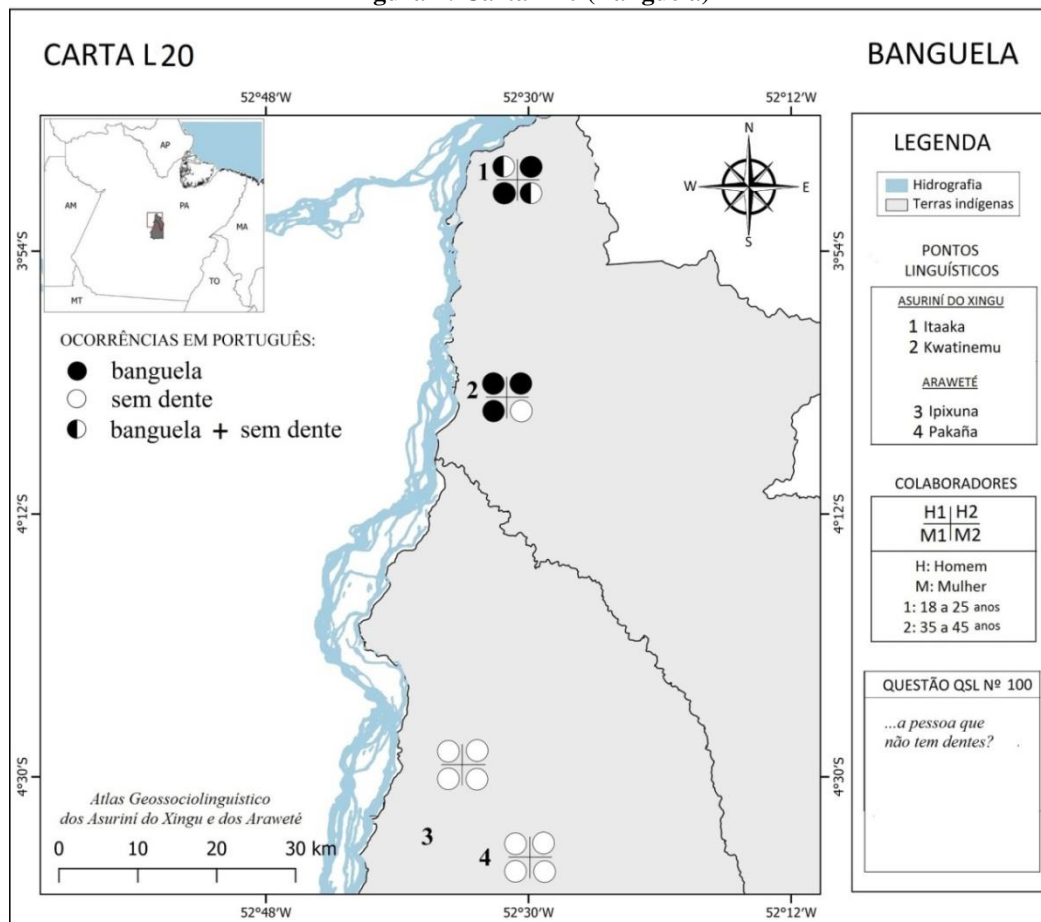 CARTA L20
BANGUELA
52°48'W
52°30'W
52°12'W
3°54'S
4°12'S
4°30'S
3°54'S
4°12'S
4°30'S
52°48'W
52°30'W
52°12'W
AP
AM
PA
MA
TO
MT
OCORRÊNCIAS EM PORTUGUÊS:
banguela
sem dente
banguela + sem dente
N
W
E
S
1
2
3
4
Atlas Geossociolinguístico
dos Asuriní do Xingu e dos Araweté
0 10 20 30 km
LEGENDA
Hidrografia
Terras indígenas
PONTOS
LINGUÍSTICOS
ASURINÍ DO XINGU
1 Itaaka
2 Kwatinemu
ARAWETÉ
3 Ipixuna
4 Pakaña
COLABORADORES
H1 H2
M1 M2
H: Homem
M: Mulher
1: 18 a 25 anos
2: 35 a 45 anos
QUESTÃO QSL Nº 100
...a pessoa que
não tem dentes?